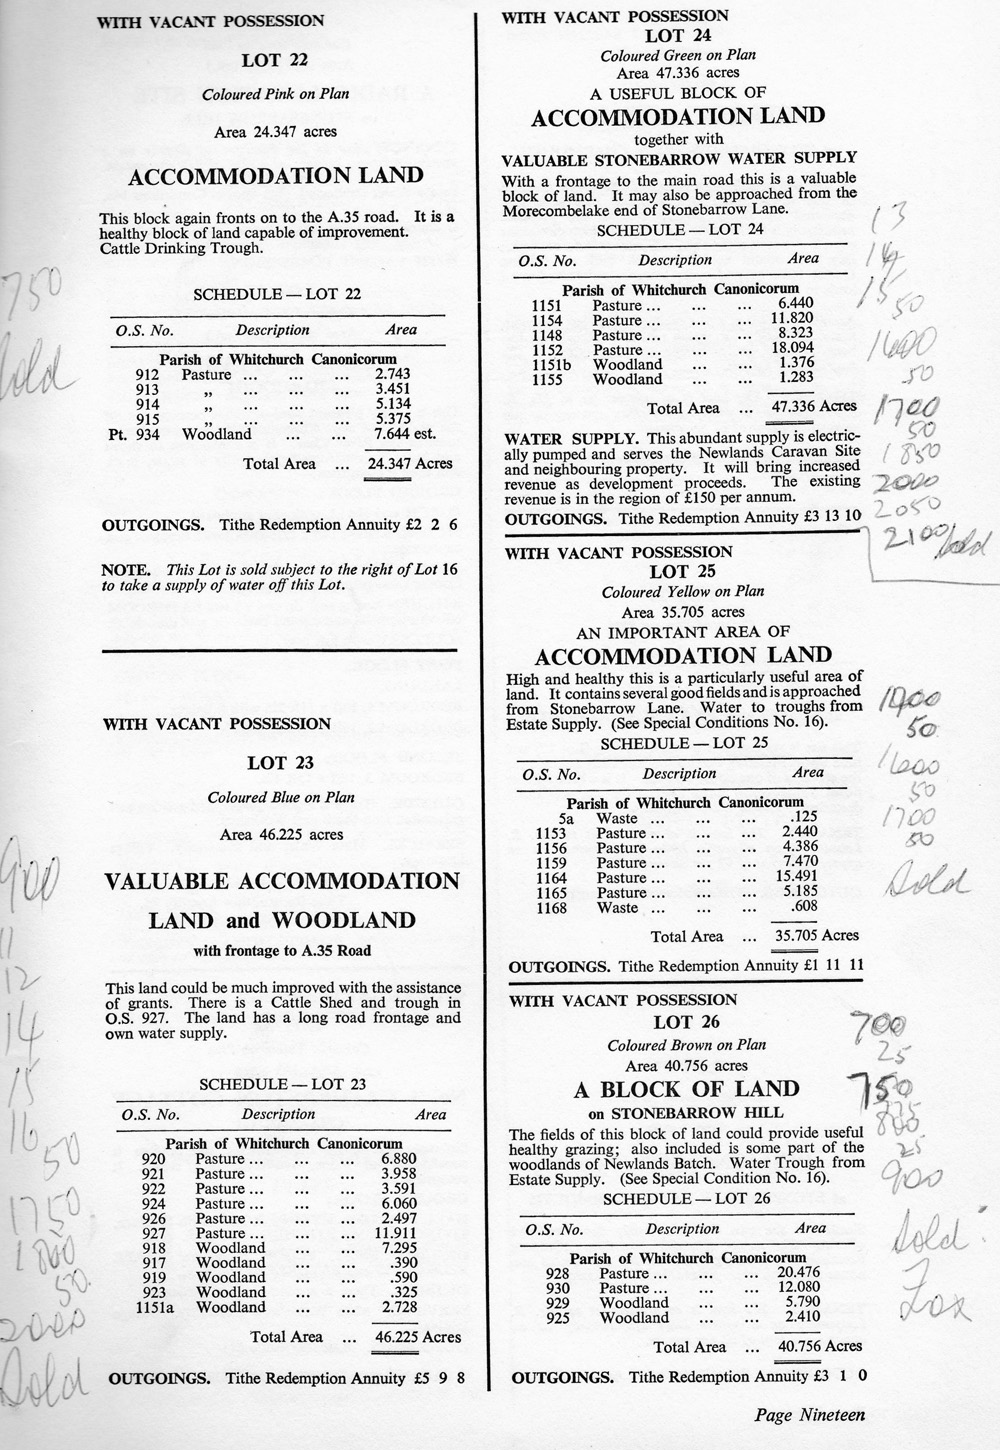 WITH VACANT POSSESSION
LOT 22
Coloured Pink on Plan
Area 24.347 acres
ACCOMMODATION LAND
This block again fronts on to the A.35 road. It is a
healthy block of land capable of improvement.
Cattle Drinking Trough.
750
Sold
SCHEDULE — LOT 22
O.S. No. Description Area
Parish of Whitchurch Canonicorum
912 Pasture ... ... ... 2.743
913 „ ... ... ... 3.451
914 „ ... ... ... 5.134
915 „ ... ... ... 5.375
Pt. 934 Woodland ... ... 7.644 est.
Total Area ... 24.347 Acres
OUTGOINGS. Tithe Redemption Annuity £2 2 6
NOTE. This Lot is sold subject to the right of Lot 16
to take a supply of water off this Lot.
WITH VACANT POSSESSION
LOT 23
Coloured Blue on Plan
Area 46.225 acres
VALUABLE ACCOMMODATION
LAND and WOODLAND
with frontage to A.35 Road
This land could be much improved with the assistance
of grants. There is a Cattle Shed and trough in
O.S. 927. The land has a long road frontage and
own water supply.
SCHEDULE — LOT 23
O.S. No. Description Area
Parish of Whitchurch Canonicorum
920 Pasture ... ... ... 6.880
921 Pasture ... ... ... 3.958
922 Pasture ... ... ... 3.591
924 Pasture ... ... ... 6.060
926 Pasture ... ... ... 2.497
927 Pasture ... ... ... 11.911
918 Woodland ... ... 7.295
917 Woodland ... ... .390
919 Woodland ... ... .590
923 Woodland ... ... .325
1151a Woodland ... ... 2.728
Total Area ... 46.225 Acres
OUTGOINGS. Tithe Redemption Annuity £5 9 8
900
11
12
14
15
16
50
1750
1800
50
2000
Sold
WITH VACANT POSSESSION
LOT 24
Coloured Green on Plan
Area 47.336 acres
A USEFUL BLOCK OF
ACCOMMODATION LAND
together with
VALUABLE STONEBARROW WATER SUPPLY
With a frontage to the main road this is a valuable
block of land. It may also be approached from the
Morecombelake end of Stonebarrow Lane.
SCHEDULE — LOT 24
O.S. No. Description Area
Parish of Whitchurch Canonicorum
1151 Pasture ... ... ... 6.440
1154 Pasture ... ... ... 11.820
1148 Pasture ... ... ... 8.323
1152 Pasture ... ... ... 18.094
1151b Woodland ... ... 1.376
1155 Woodland ... ... 1.283
Total Area ... 47.336 Acres
WATER SUPPLY. This abundant supply is electric-
ally pumped and serves the Newlands Caravan Site
and neighbouring property. It will bring increased
revenue as development proceeds. The existing
revenue is in the region of £150 per annum.
OUTGOINGS. Tithe Redemption Annuity £3 13 10
13
14
15
50
1600
50
1700
50
1850
2000
2050
2100 Sold
WITH VACANT POSSESSION
LOT 25
Coloured Yellow on Plan
Area 35.705 acres
AN IMPORTANT AREA OF
ACCOMMODATION LAND
High and healthy this is a particularly useful area of
land. It contains several good fields and is approached
from Stonebarrow Lane. Water to troughs from
Estate Supply. (See Special Conditions No. 16).
SCHEDULE — LOT 25
O.S. No. Description Area
Parish of Whitchurch Canonicorum
5a Waste ... ... ... .125
1153 Pasture ... ... ... 2.440
1156 Pasture ... ... ... 4.386
1159 Pasture ... ... ... 7.470
1164 Pasture ... ... ... 15.491
1165 Pasture ... ... ... 5.185
1168 Waste ... ... ... .608
Total Area ... 35.705 Acres
OUTGOINGS. Tithe Redemption Annuity £1 11 11
50
1600
50
1700
50
Sold
WITH VACANT POSSESSION
LOT 26
Coloured Brown on Plan
Area 40.756 acres
A BLOCK OF LAND
on STONEBARROW HILL
The fields of this block of land could provide useful
healthy grazing; also included is some part of the
woodlands of Newlands Batch. Water Trough from
Estate Supply. (See Special Condition No. 16).
SCHEDULE — LOT 26
O.S. No. Description Area
Parish of Whitchurch Canonicorum
928 Pasture ... ... ... 20.476
930 Pasture ... ... ... 12.080
929 Woodland ... ... 5.790
925 Woodland ... ... 2.410
Total Area ... 40.756 Acres
OUTGOINGS. Tithe Redemption Annuity £3 1 0
700
25
750
775
800
25
900
Sold
Fox
Page Nineteen